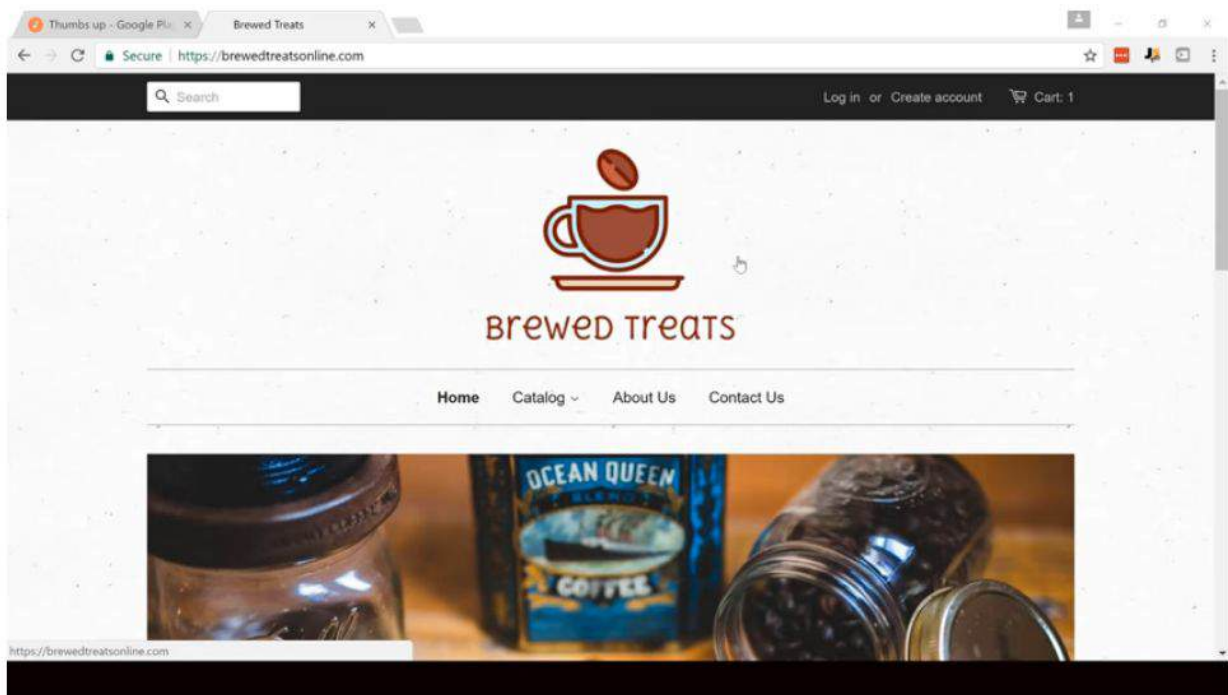 Thumbs up - Google Pla
Brewed Treats
Secure | https://brewedtreatsonline.com
Search
Log in or Create account
Cart: 1
Brewed Treats
Home
Catalog
About Us
Contact Us
OCEAN QUEEN
BLEND
COFFEE
https://brewedtreatsonline.com